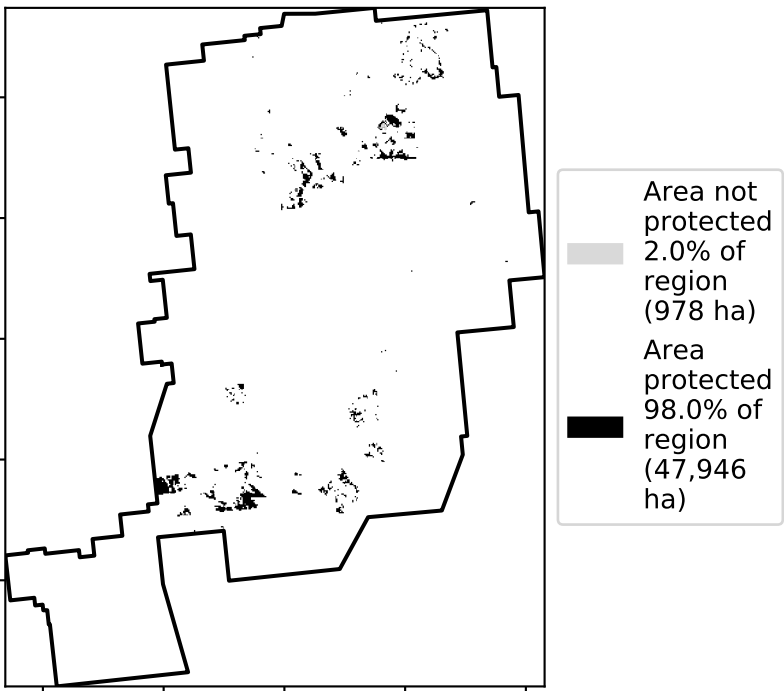 Area not
protected
2.0% of
region
(978 ha)
Area
protected
98.0% of
region
(47,946
ha)